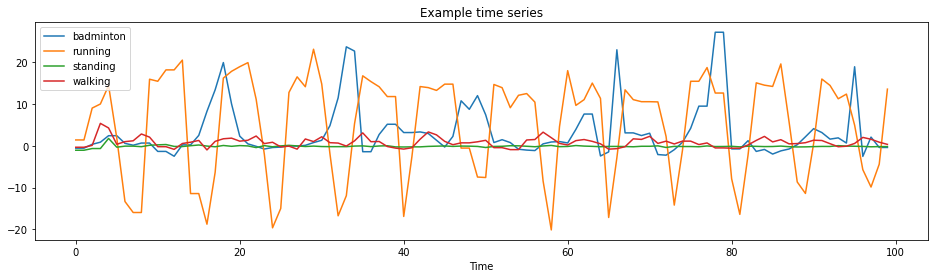 Example time series
badminton
running
standing
walking
20
10
0
−10
−20
0
20
40
60
80
100
Time